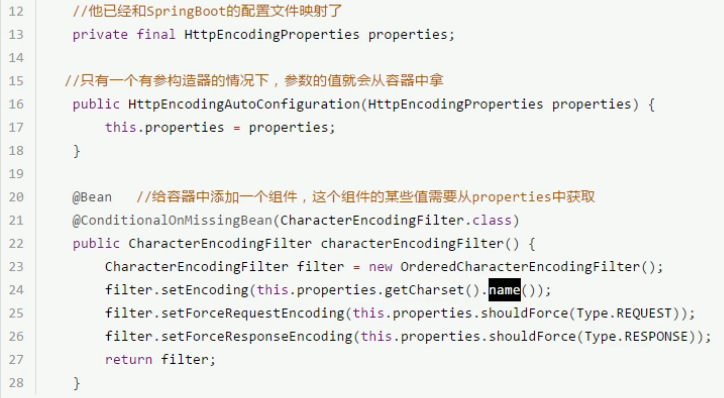 12 //他已经和SpringBoot的配置文件映射了
13 private final HttpEncodingProperties properties;
14
15 //只有一个有参构造器的情况下，参数的值就会从容器中拿
16 public HttpEncodingAutoConfiguration(HttpEncodingProperties properties) {
17 this.properties = properties;
18 }
19
20 @Bean //给容器中添加一个组件，这个组件的某些值需要从properties中获取
21 @ConditionalOnMissingBean(CharacterEncodingFilter.class)
22 public CharacterEncodingFilter characterEncodingFilter() {
23 CharacterEncodingFilter filter = new OrderedCharacterEncodingFilter();
24 filter.setEncoding(this.properties.getCharset().name());
25 filter.setForceRequestEncoding(this.properties.shouldForce(Type.REQUEST));
26 filter.setForceResponseEncoding(this.properties.shouldForce(Type.RESPONSE));
27 return filter;
28 }